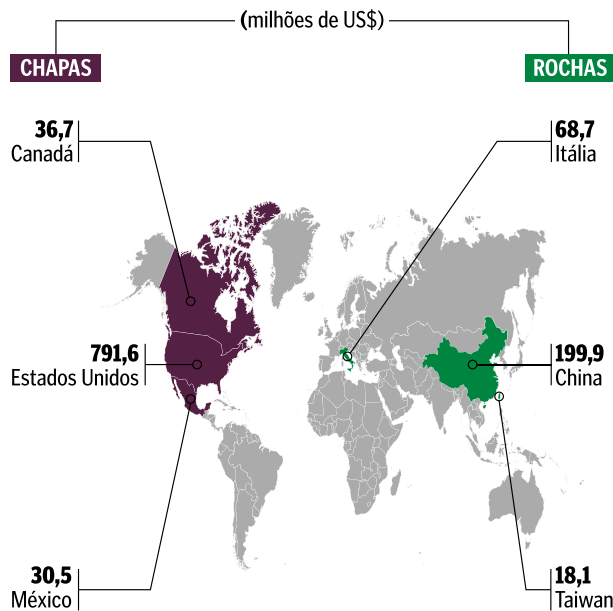 (milhões de US$)
CHAPAS
ROCHAS
36,7
Canadá
68,7
Itália
791,6
Estados Unidos
199,9
China
30,5
México
18,1
Taiwan